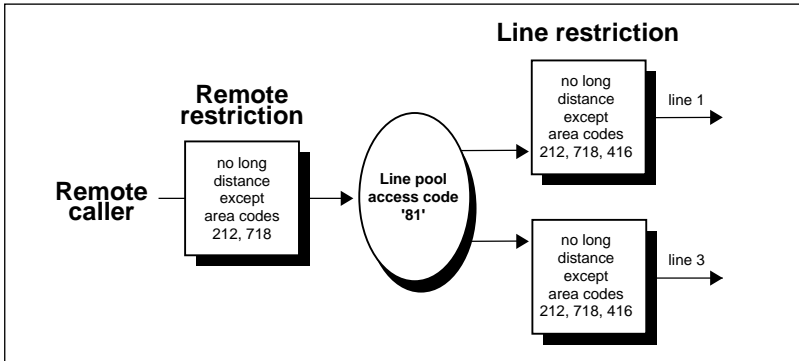 Line restriction
no long
distance
except
area codes
212, 718, 416
line 1
Remote
restriction
no long
distance
except
area codes
212, 718
Remote
caller
Line pool
access code
'81'
no long
distance
except
area codes
212, 718, 416
line 3